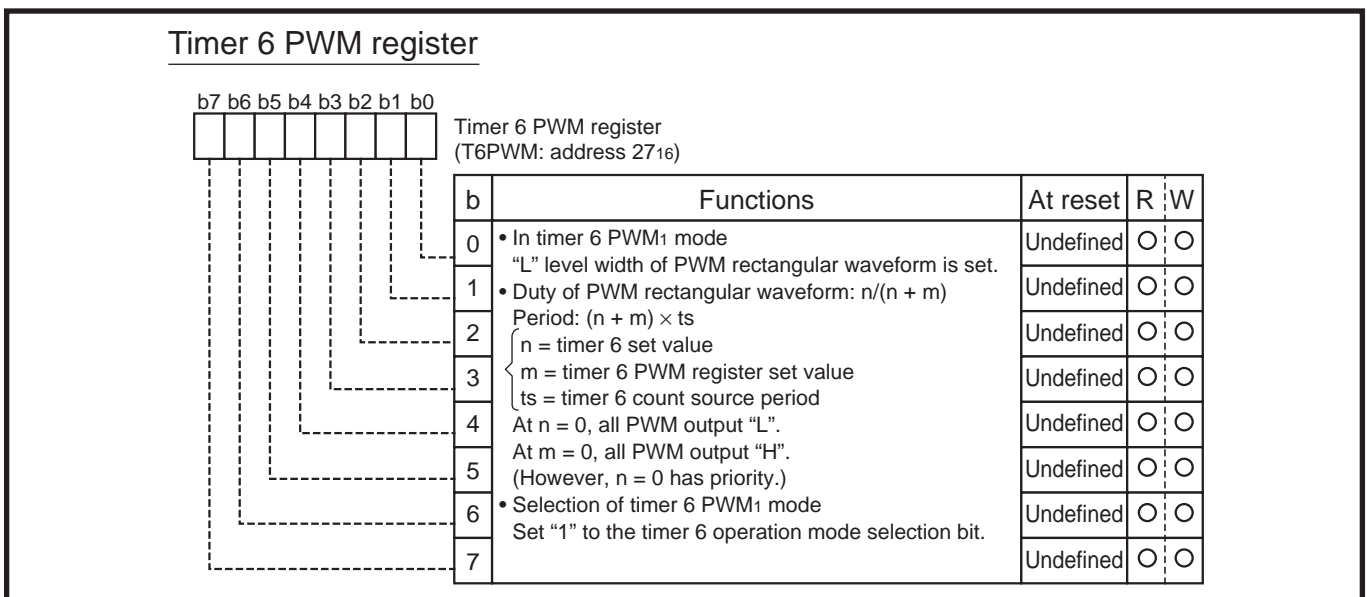 Timer 6 PWM register
b7 b6 b5 b4 b3 b2 b1 b0
Timer 6 PWM register
(T6PWM: address 2716)
b Functions At reset R W
0 Undefined ○ ○
1 Undefined ○ ○
2 Undefined ○ ○
3 Undefined ○ ○
4 Undefined ○ ○
5 Undefined ○ ○
6 Undefined ○ ○
7 Undefined ○ ○
• In timer 6 PWM1 mode
“L” level width of PWM rectangular waveform is set.
• Duty of PWM rectangular waveform: n/(n + m)
Period: (n + m) × ts
n = timer 6 set value
m = timer 6 PWM register set value
ts = timer 6 count source period
At n = 0, all PWM output “L”.
At m = 0, all PWM output “H”.
(However, n = 0 has priority.)
• Selection of timer 6 PWM1 mode
Set “1” to the timer 6 operation mode selection bit.